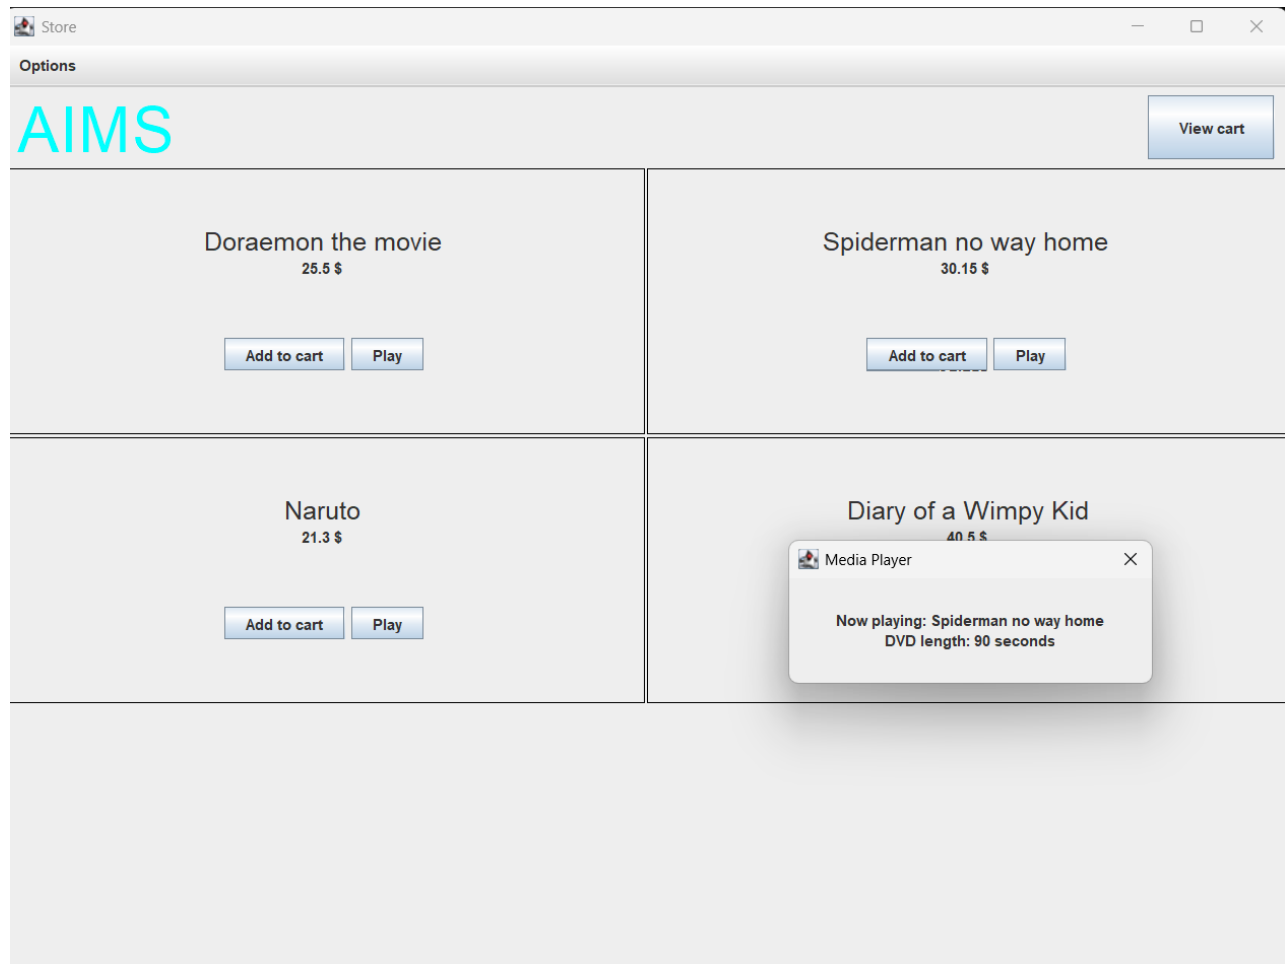 Store
Options
AIMS
View cart
Doraemon the movie
25.5 $
Add to cart
Play
Spiderman no way home
30.15 $
Add to cart
Play
Naruto
21.3 $
Add to cart
Play
Diary of a Wimpy Kid
40.5 $
Media Player
Now playing: Spiderman no way home
DVD length: 90 seconds